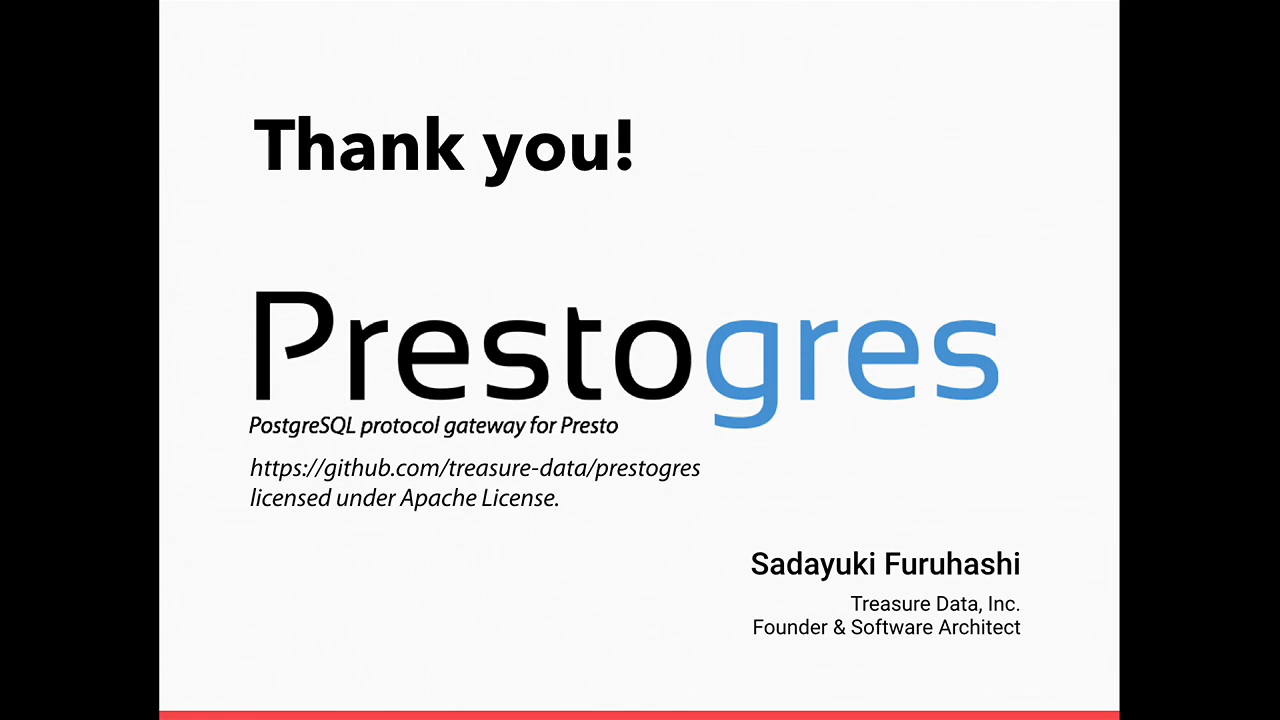 Thank you!
Prestogres
PostgreSQL protocol gateway for Presto
https://github.com/treasure-data/prestogres
licensed under Apache License.
Sadayuki Furuhashi
Treasure Data, Inc.
Founder & Software Architect